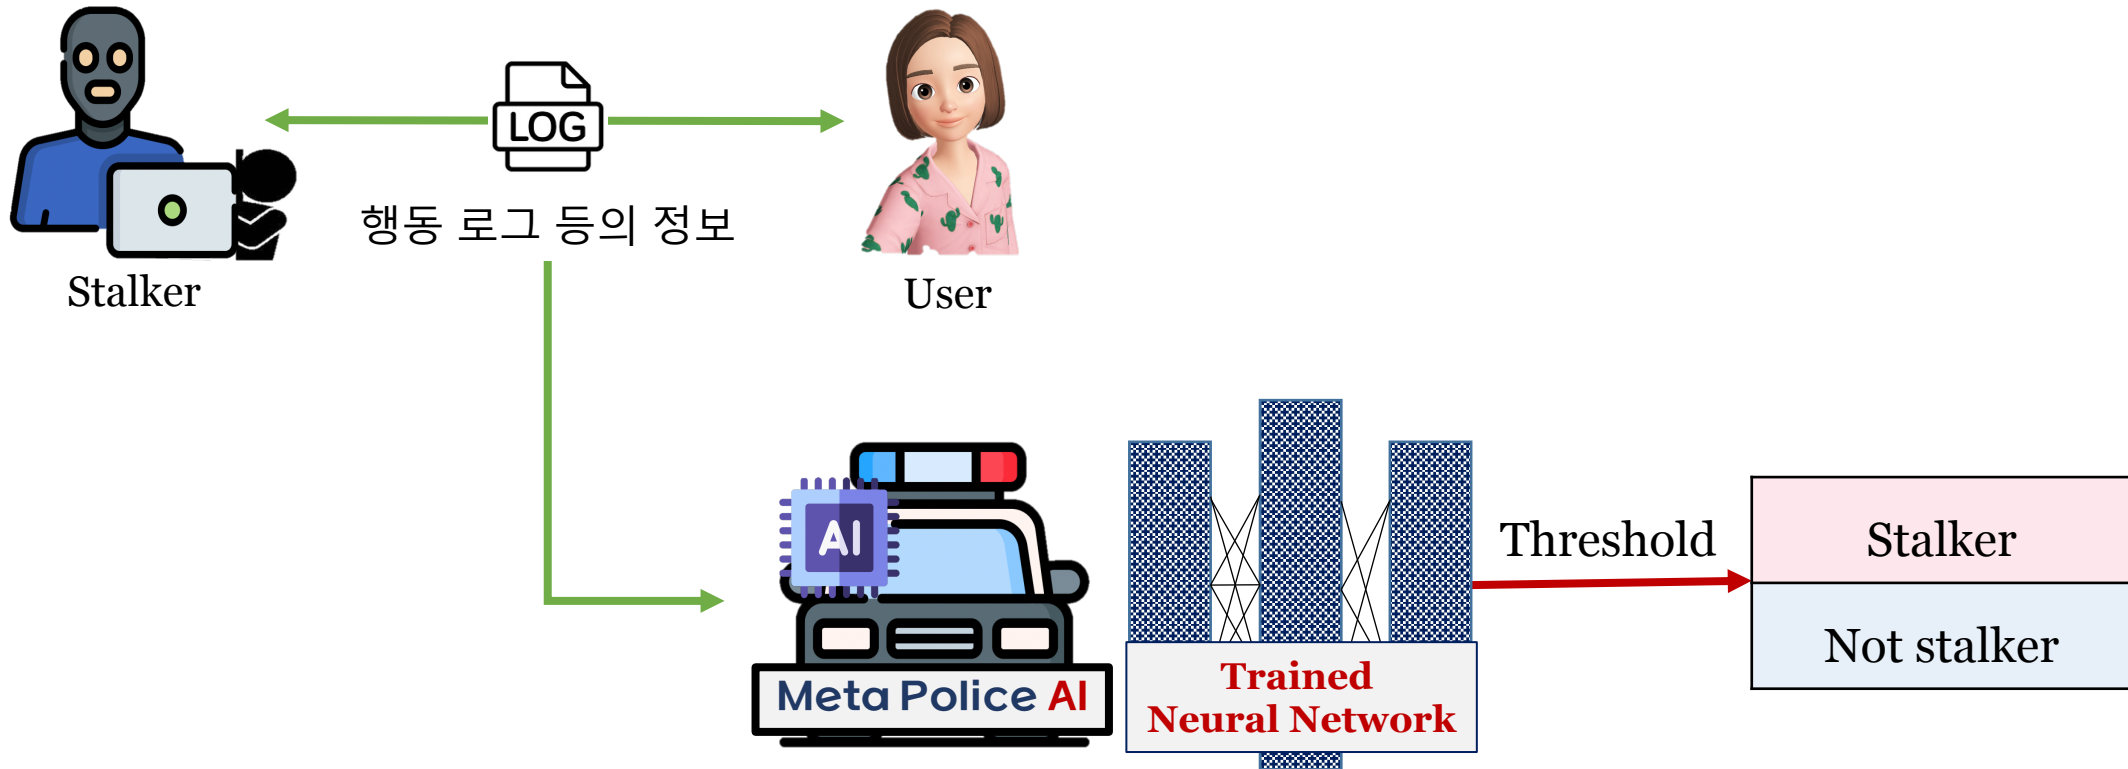 LOG
행동 로그 등의 정보
Stalker
User
AI
Meta Police AI
Trained
Neural Network
Threshold
Stalker
Not stalker